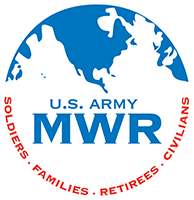 U.S. ARMY
MWR
SOLDIERS · FAMILIES · RETIREES · CIVILIANS